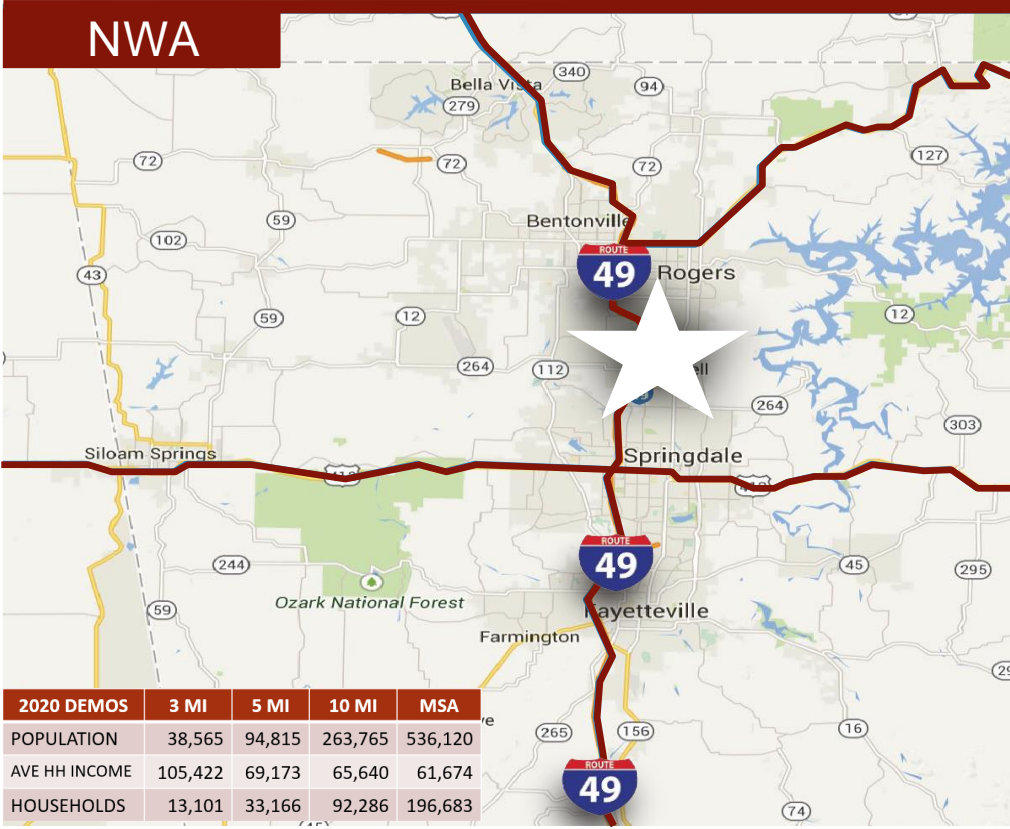 NWA
340
Bella Vista
94
279
72
72
72
127
59
Bentonville
102
ROUTE
49
Rogers
43
12
59
12
264
112
ell
264
303
Siloam Springs
Springdale
412
412
ROUTE
49
244
45
295
59
Ozark National Forest
Fayetteville
Farmington
2020 DEMOS 3 MI 5 MI 10 MI MSA
POPULATION 38,565 94,815 263,765 536,120
AVE HH INCOME 105,422 69,173 65,640 61,674
HOUSEHOLDS 13,101 33,166 92,286 196,683
ve
265
156
16
ROUTE
49
74